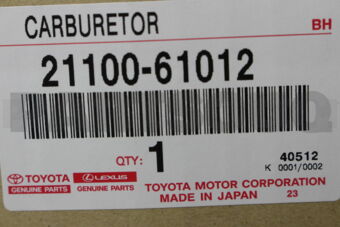 CARBURETOR BH
21100-61012
QTY: 1
40512
K 0001/0002
TOYOTA LEXUS
GENUINE PARTS GENUINE PARTS
TOYOTA MOTOR CORPORATION
MADE IN JAPAN 23